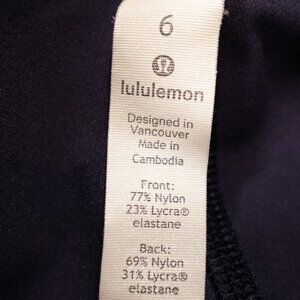 6
lululemon
Designed in
Vancouver
Made in
Cambodia
Front:
77% Nylon
23% Lycra®
elastane
Back:
69% Nylon
31% Lycra®
elastane